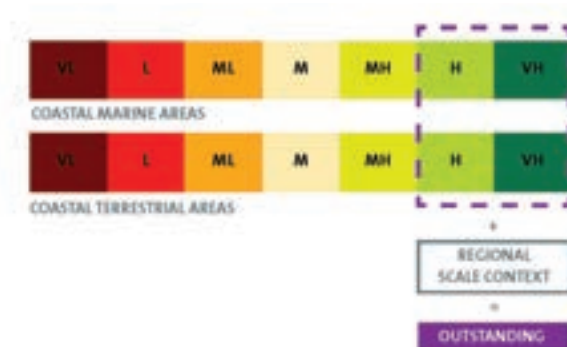 VL L ML M MH H VH
COASTAL MARINE AREAS
VL L ML M MH H VH
COASTAL TERRESTRIAL AREAS
+
REGIONAL
SCALE CONTEXT
=
OUTSTANDING